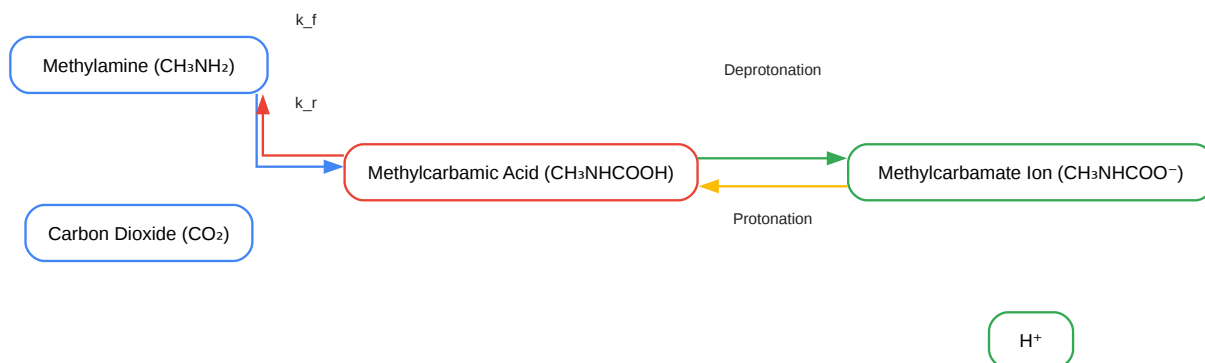 k_f
Methylamine (CH₃NH₂)
Deprotonation
k_r
Methylcarbamic Acid (CH₃NHCOOH)
Methylcarbamate Ion (CH₃NHCOO⁻)
Protonation
Carbon Dioxide (CO₂)
H⁺